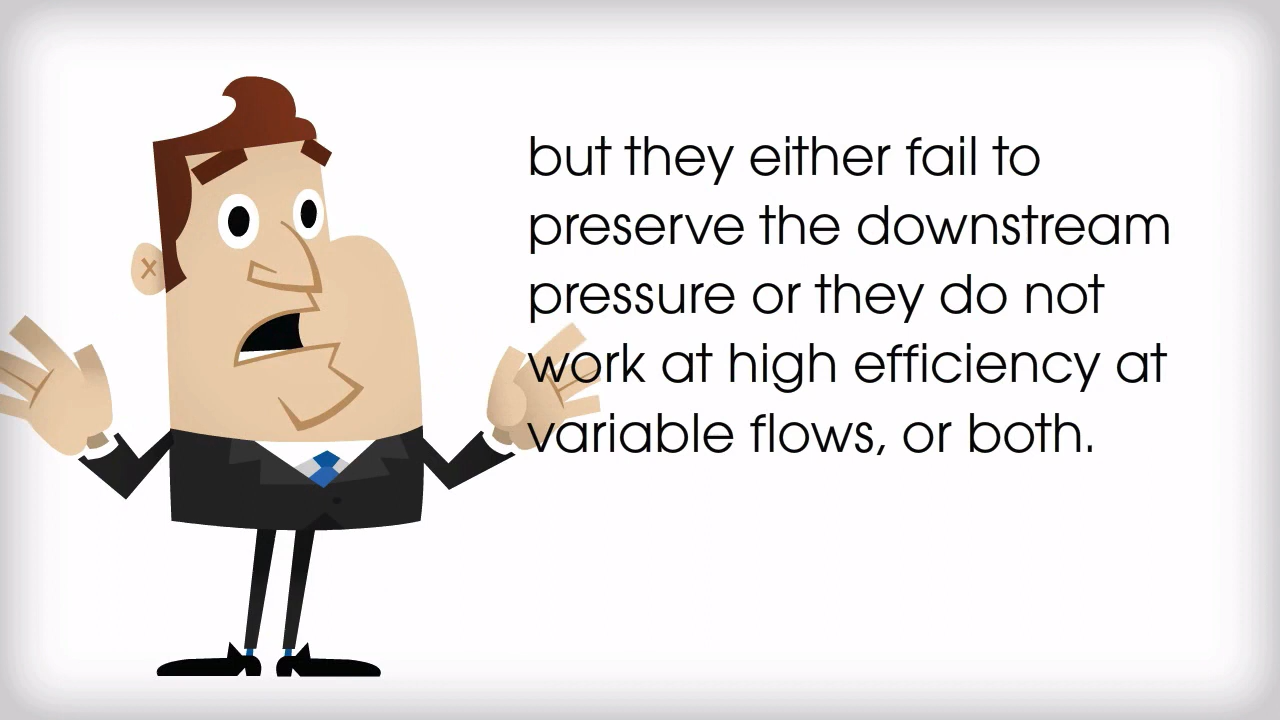 but they either fail to
preserve the downstream
pressure or they do not
work at high efficiency at
variable flows, or both.